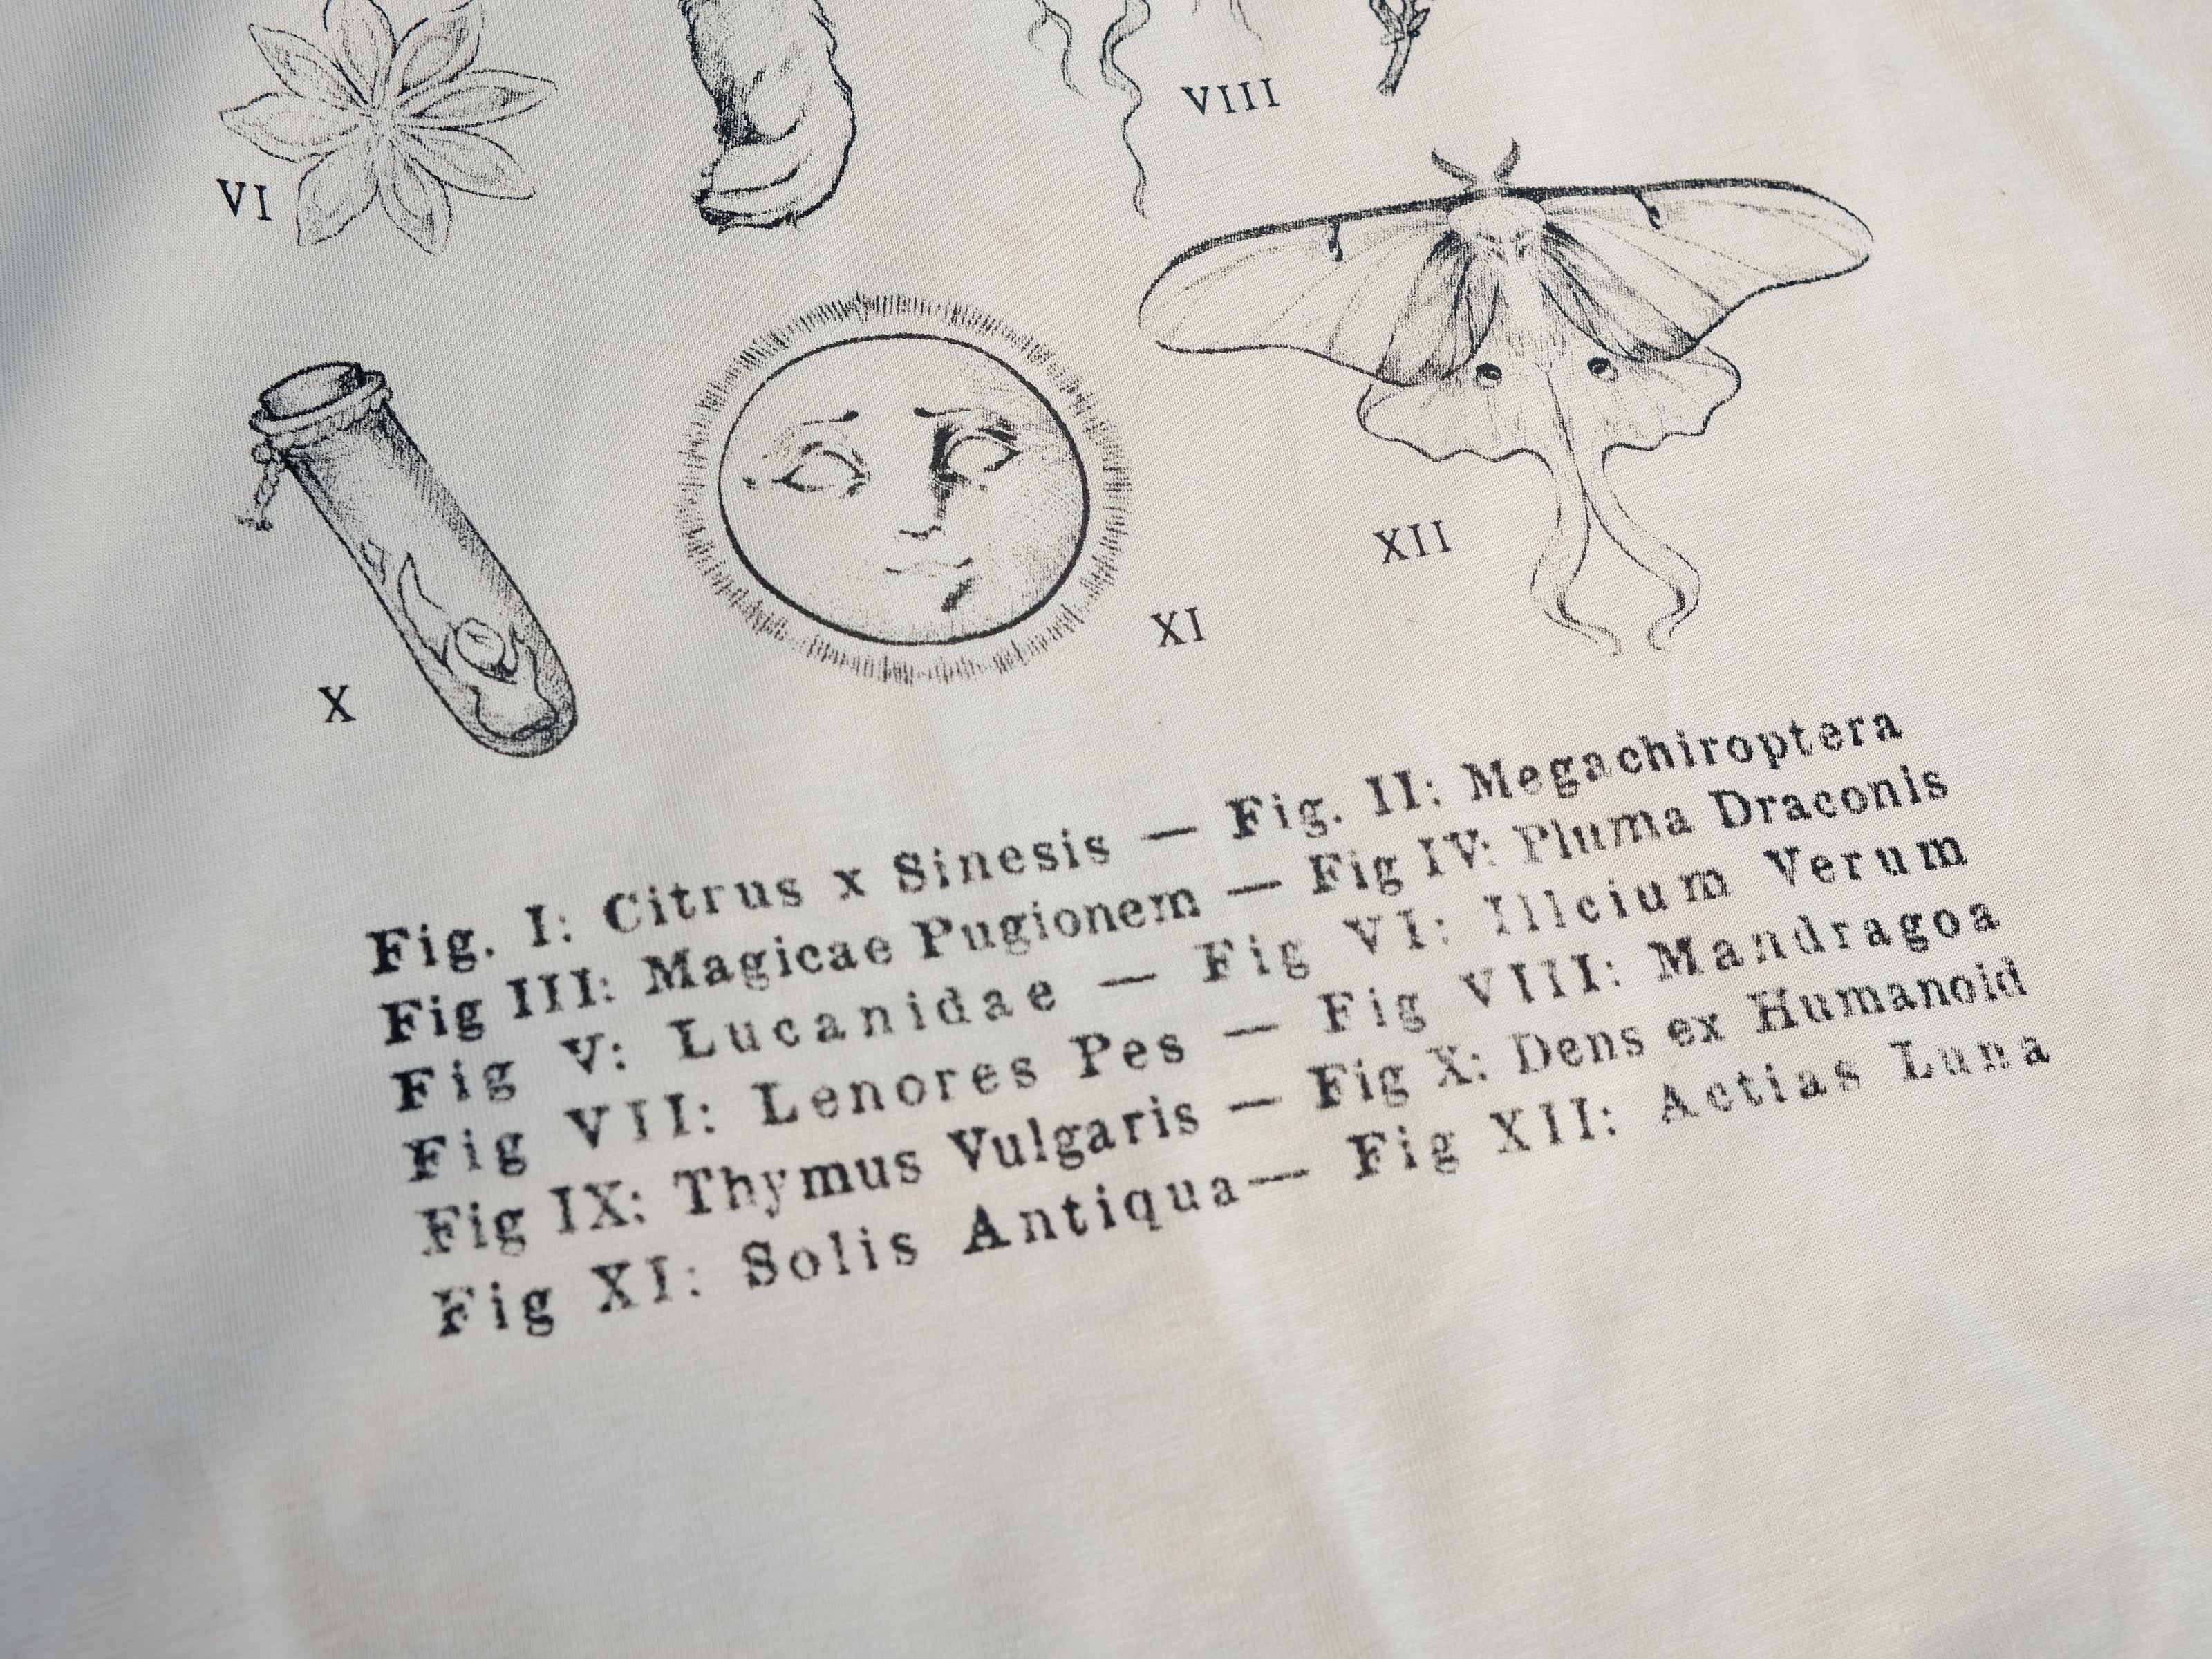 VIII
VI
XII
XI
X
Fig. I: Citrus x Sinesis — Fig. II: Megachiroptera
Fig III: Magicae Pugionem — Fig IV: Pluma Draconis
Fig V: Lucanidae — Fig VI: Illcium Verum
Fig VII: Lenores Pes — Fig VIII: Mandragoa
Fig IX: Thymus Vulgaris — Fig X: Dens ex Humanoid
Fig XI: Solis Antiqua — Fig XII: Actias Luna